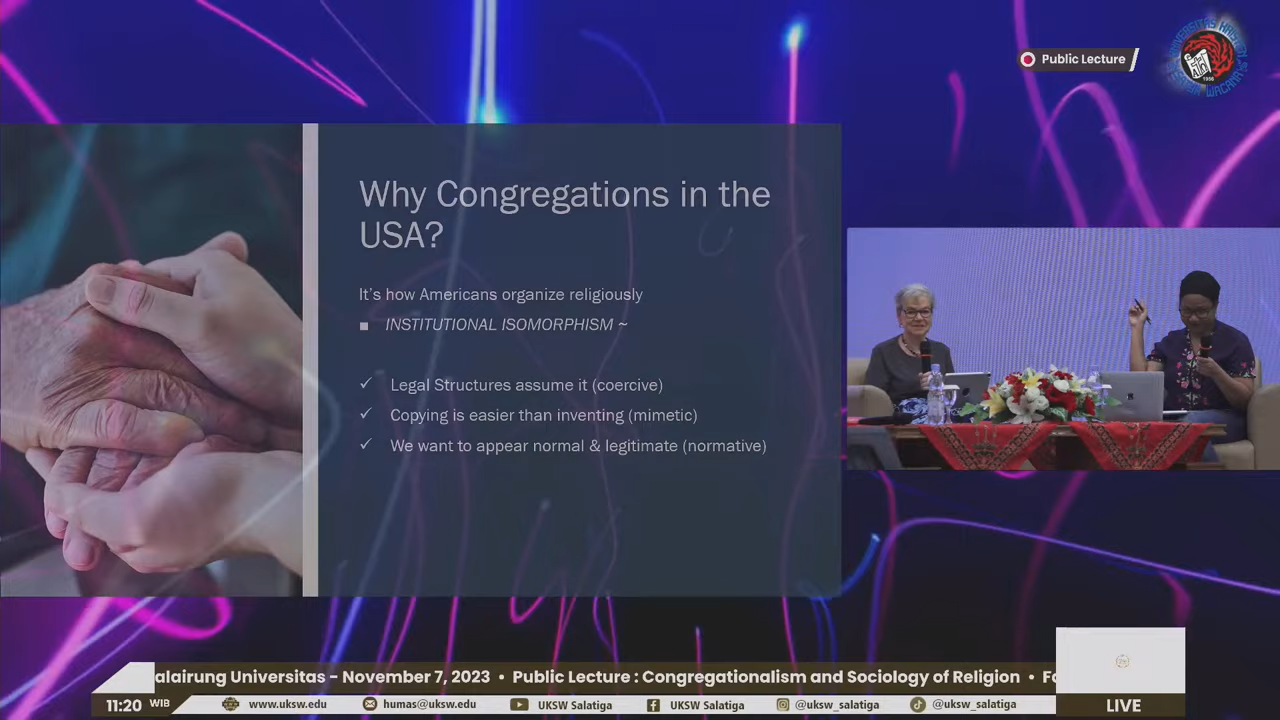 Public Lecture
1956
Why Congregations in the
USA?
It's how Americans organize religiously
■ INSTITUTIONAL ISOMORPHISM ~
✓ Legal Structures assume it (coercive)
✓ Copying is easier than inventing (mimetic)
✓ We want to appear normal & legitimate (normative)
alairung Universitas - November 7, 2023 • Public Lecture : Congregationalism and Sociology of Religion • Fa
11:20 WIB
www.uksw.edu
humas@uksw.edu
UKSW Salatiga
UKSW Salatiga
@uksw_salatiga
@uksw_salatiga
LIVE